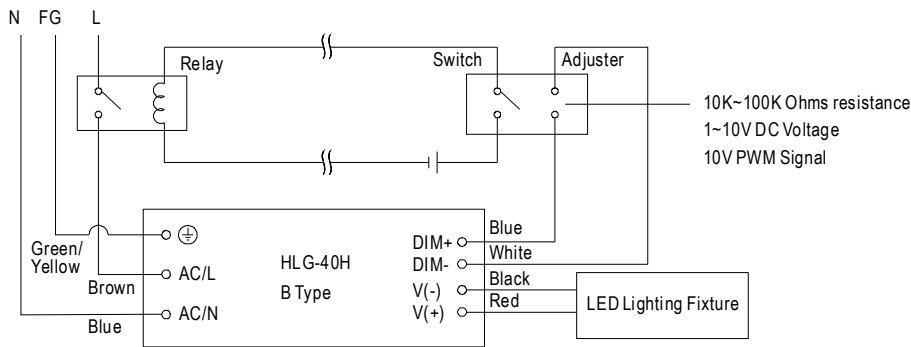 N FG L
Relay
Switch
Adjuster
10K~100K Ohms resistance
1~10V DC Voltage
10V PWM Signal
Green/
Yellow
Brown
Blue
AC/L
AC/N
HLG-40H
B Type
DIM+
DIM-
V(-)
V(+)
Blue
White
Black
Red
LED Lighting Fixture